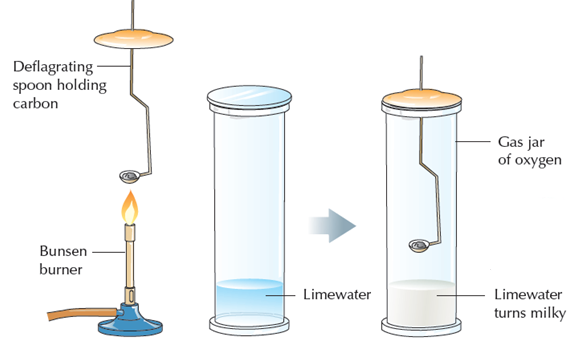 Deflagrating
spoon holding
carbon
Bunsen
burner
Limewater
Gas jar
of oxygen
Limewater
turns milky